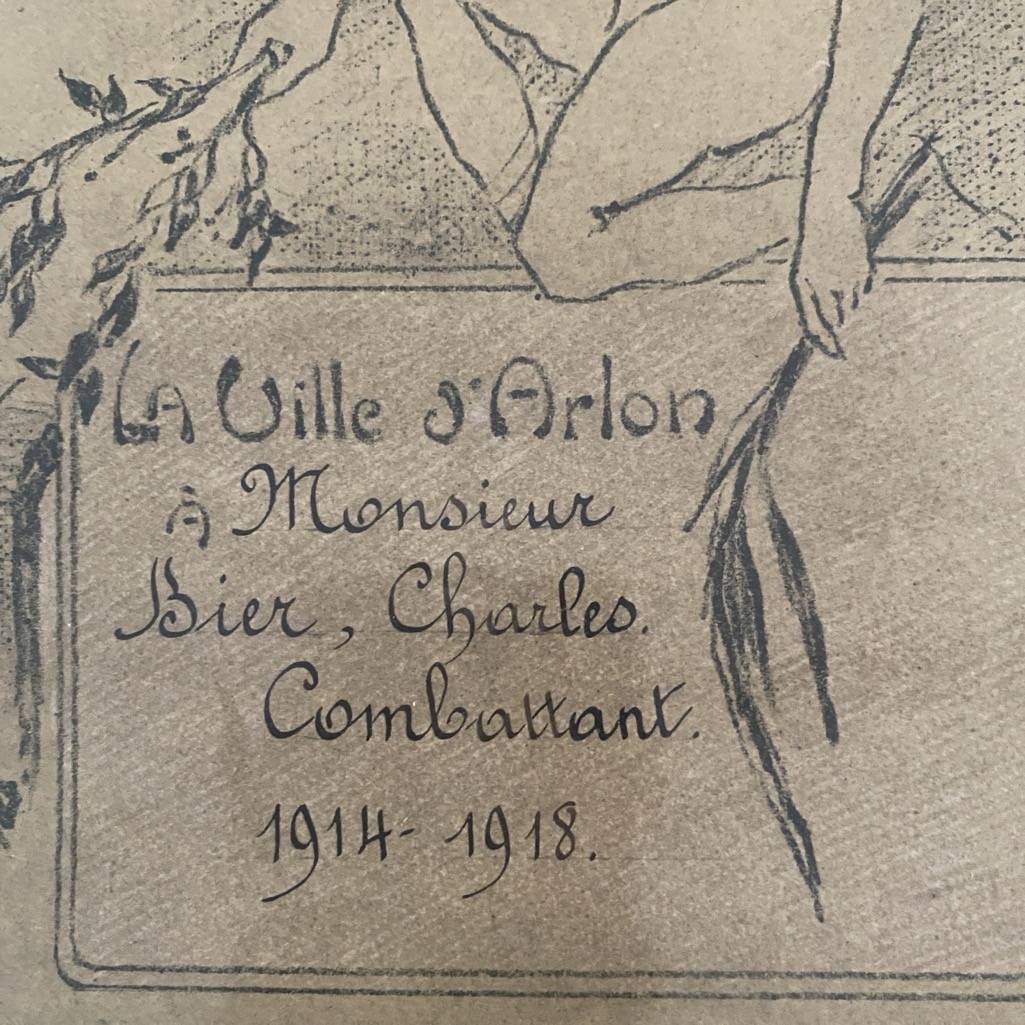 LA Ville d'Arlon
À Monsieur
Bier, Charles.
Combattant.
1914- 1918.